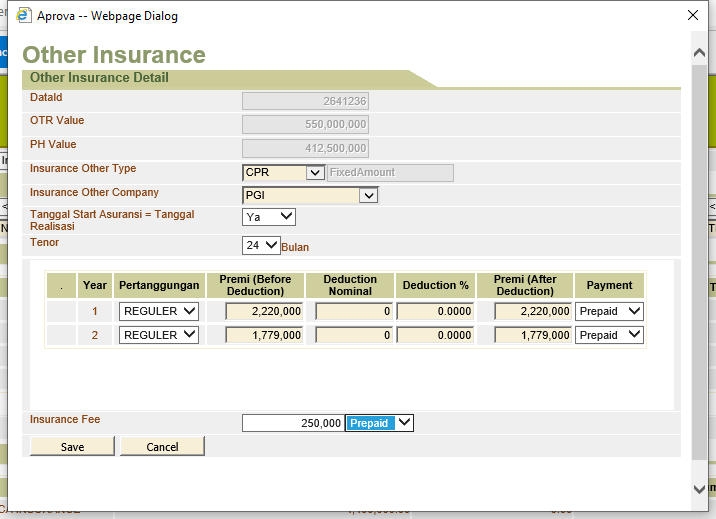 Aprova -- Webpage Dialog
Other Insurance
Other Insurance Detail
DataId 2641236
OTR Value 550,000,000
PH Value 412,500,000
Insurance Other Type CPR FixedAmount
Insurance Other Company PGI
Tanggal Start Asuransi = Tanggal Realisasi Ya
Tenor 24 Bulan
. Year Pertanggungan Premi (Before Deduction) Deduction Nominal Deduction % Premi (After Deduction) Payment
1 REGULER 2,220,000 0 0.0000 2,220,000 Prepaid
2 REGULER 1,779,000 0 0.0000 1,779,000 Prepaid
Insurance Fee 250,000 Prepaid
Save Cancel